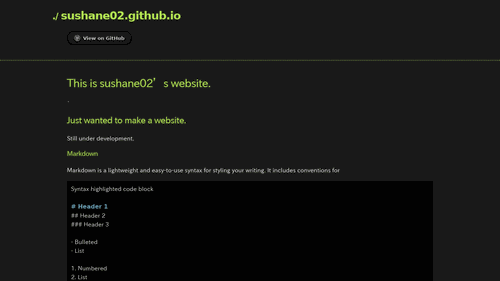 ./ sushane02.github.io
View on GitHub
This is sushane02’s website.
.
Just wanted to make a website.
Still under development.
Markdown
Markdown is a lightweight and easy-to-use syntax for styling your writing. It includes conventions for
Syntax highlighted code block
# Header 1
## Header 2
### Header 3
- Bulleted
- List
1. Numbered
2. List